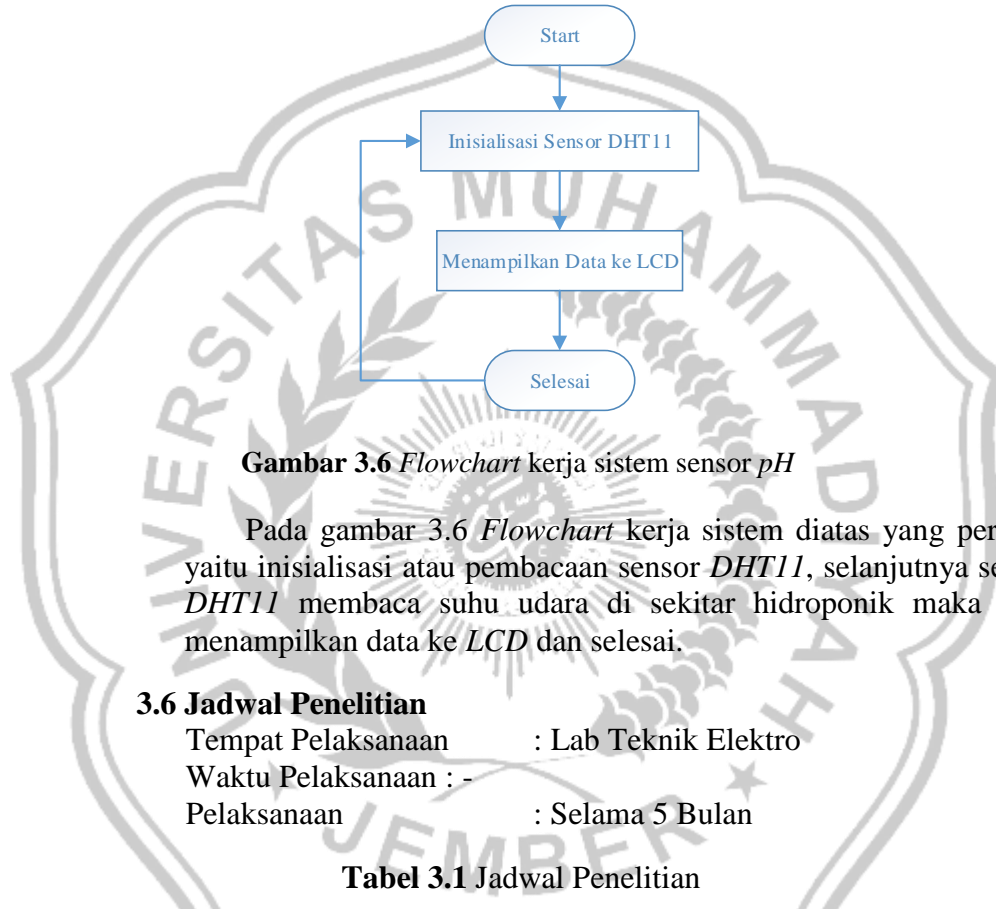 Start
Inisialisasi Sensor DHT11
Menampilkan Data ke LCD
Selesai
Gambar 3.6 Flowchart kerja sistem sensor pH
Pada gambar 3.6 Flowchart kerja sistem diatas yang
yaitu inisialisasi atau pembacaan sensor DHT11, selanjutnya
DHT11 membaca suhu udara di sekitar hidroponik maka
menampilkan data ke LCD dan selesai.
3.6 Jadwal Penelitian
Tempat Pelaksanaan : Lab Teknik Elektro
Waktu Pelaksanaan : -
Pelaksanaan : Selama 5 Bulan
Tabel 3.1 Jadwal Penelitian
UNIVERSITAS MUHAMMADIYAH
JEMBER